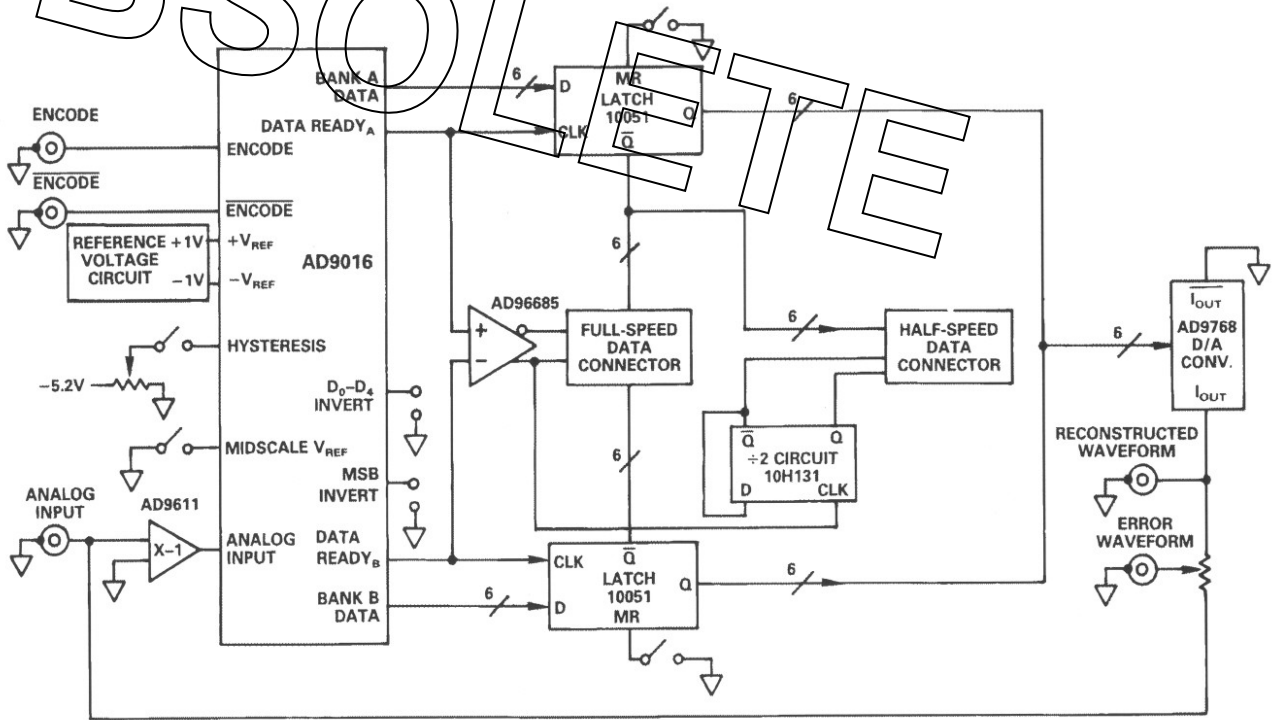 OBSOLETE
BANK A
DATA
DATA READYA
ENCODE
ENCODE
ENCODE
ENCODE
REFERENCE +1V
VOLTAGE
CIRCUIT -1V
+VREF
-VREF
AD9016
HYSTERESIS
-5.2V
D0-D4
INVERT
MIDSCALE VREF
MSB
INVERT
ANALOG
INPUT
AD9611
X-1
ANALOG
INPUT
DATA
READYB
BANK B
DATA
6
D
MR
LATCH
10051
CLK
Q
Q
6
6
AD96685
+
-
FULL-SPEED
DATA
CONNECTOR
6
6
HALF-SPEED
DATA
CONNECTOR
Q
Q
÷2 CIRCUIT
10H131
D
CLK
CLK
Q
LATCH
10051
Q
D
MR
6
6
6
IOUT
AD9768
D/A
CONV.
IOUT
RECONSTRUCTED
WAVEFORM
ERROR
WAVEFORM